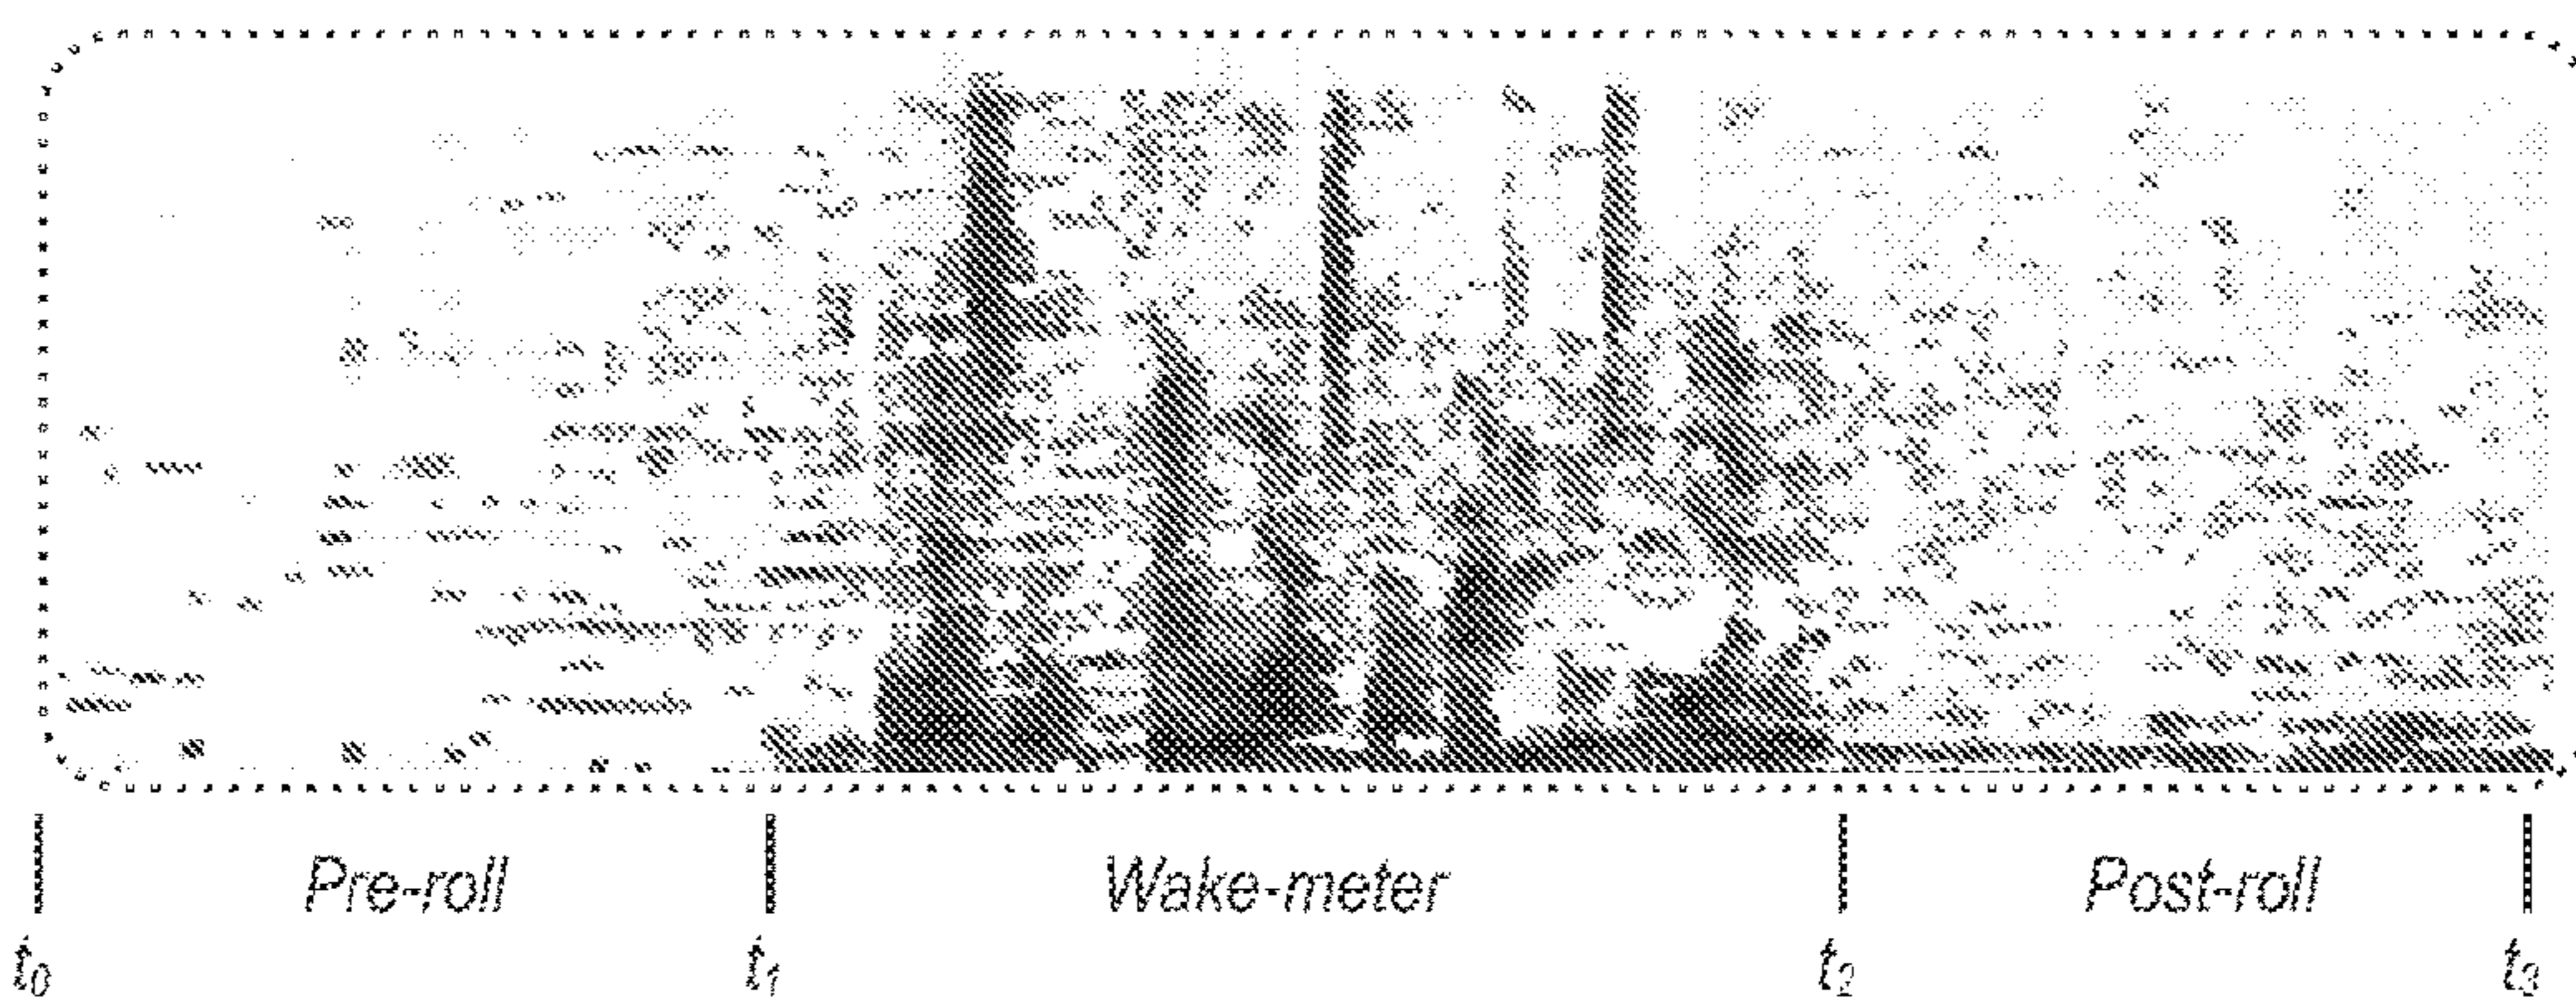 Pre-roll Wake-meter Post-roll
t₀ t₁ t₂ t₃